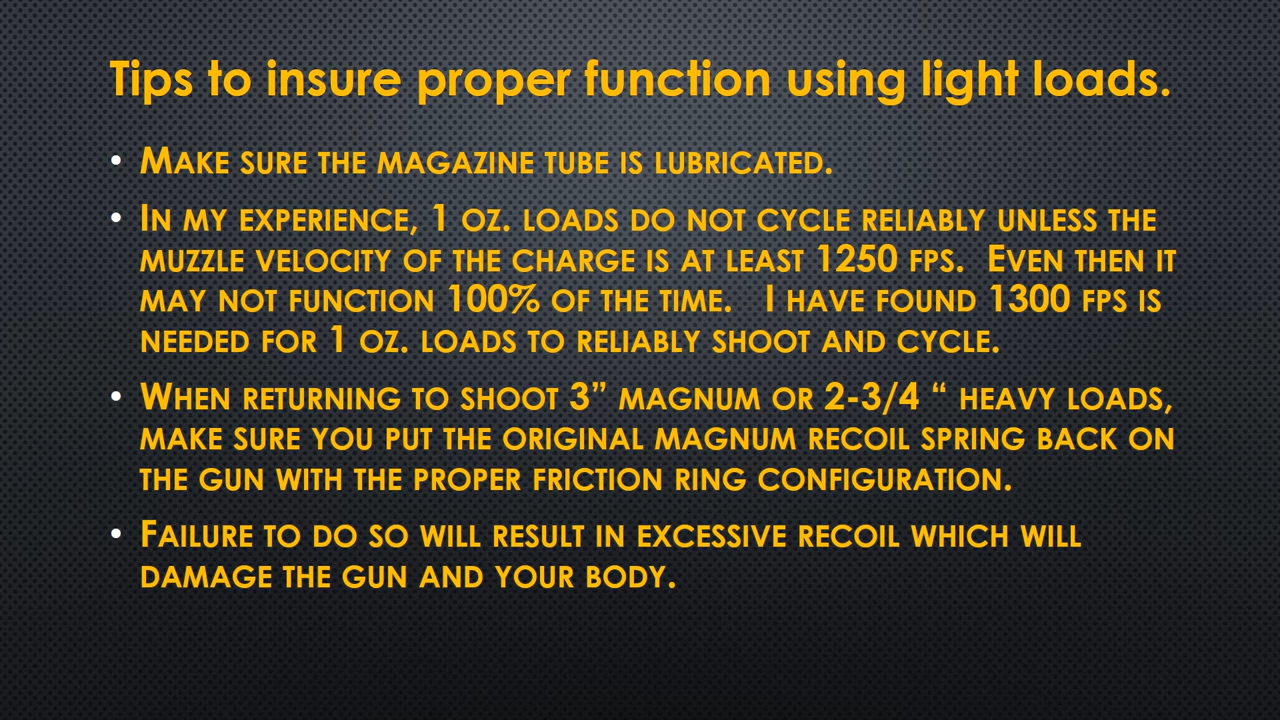 Tips to insure proper function using light loads.
• Make sure the magazine tube is lubricated.
• In my experience, 1 oz. loads do not cycle reliably unless the
muzzle velocity of the charge is at least 1250 fps.  Even then it
may not function 100% of the time.   I have found 1300 fps is
needed for 1 oz. loads to reliably shoot and cycle.
• When returning to shoot 3” magnum or 2-3/4 “ heavy loads,
make sure you put the original magnum recoil spring back on
the gun with the proper friction ring configuration.
• Failure to do so will result in excessive recoil which will
damage the gun and your body.